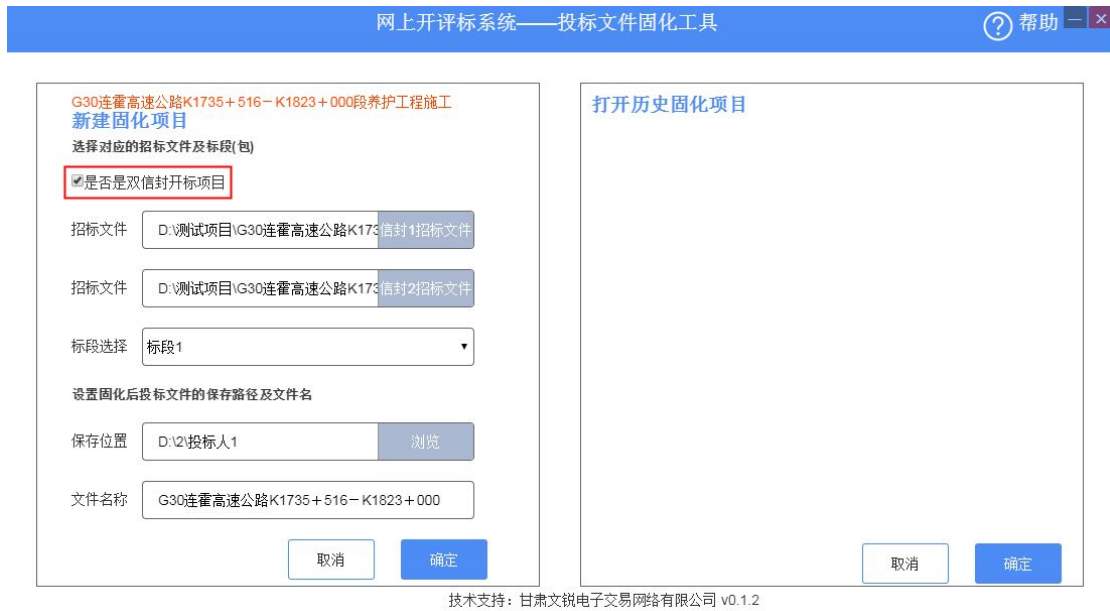 网上开评标系统——投标文件固化工具
帮助
G30连霍高速公路K1735+516-K1823+000段养护工程施工
新建固化项目
选择对应的招标文件及标段(包)
是否是双信封开标项目
招标文件 D:\测试项目\G30连霍高速公路K173 信封1招标文件
招标文件 D:\测试项目\G30连霍高速公路K173 信封2招标文件
标段选择 标段1
设置固化后投标文件的保存路径及文件名
保存位置 D:\2\投标人1 浏览
文件名称 G30连霍高速公路K1735+516-K1823+000
取消 确定
打开历史固化项目
取消 确定
技术支持：甘肃文锐电子交易网络有限公司 v0.1.2